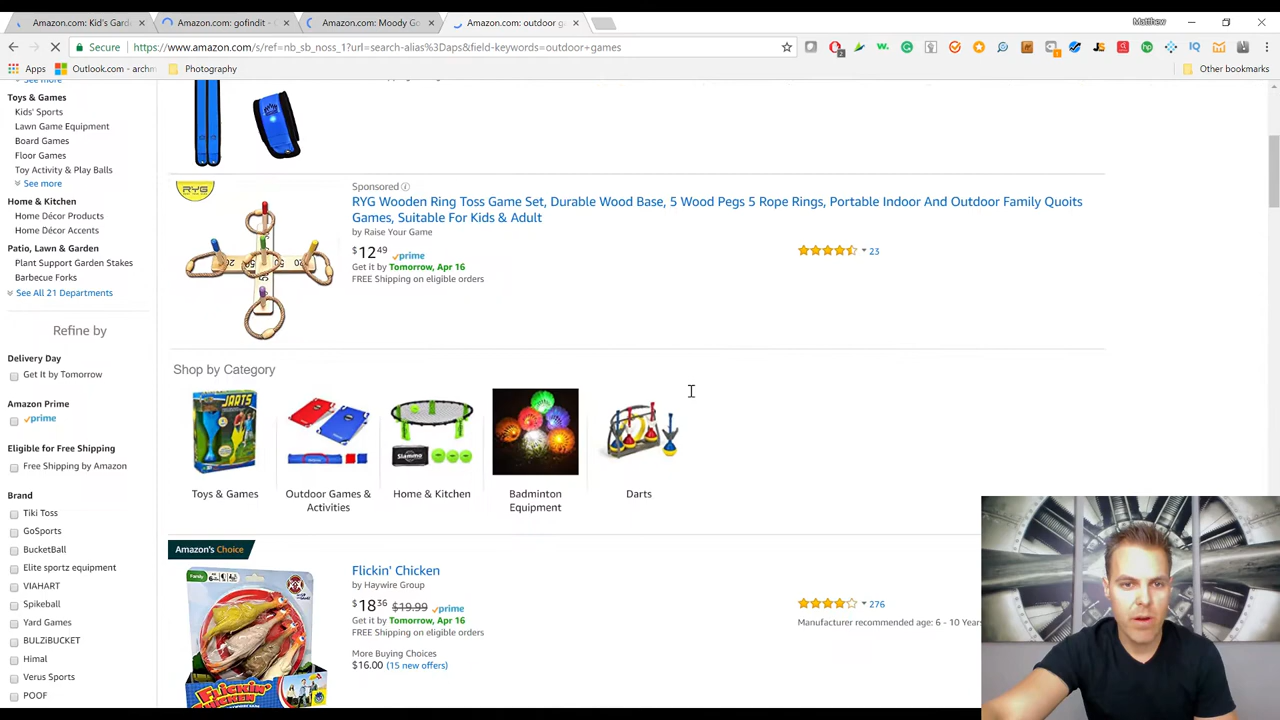 Amazon.com: Kid's Gard
Amazon.com: gofindit - 
Amazon.com: Moody Go
Amazon.com: outdoor g
Matthew
Secure
https://www.amazon.com/s/ref=nb_sb_noss_1?url=search-alias%3Daps&field-keywords=outdoor+games
Apps
Outlook.com - archm
Photography
Other bookmarks
See more
Toys & Games
Kids' Sports
Lawn Game Equipment
Board Games
Floor Games
Toy Activity & Play Balls
See more
Home & Kitchen
Home Décor Products
Home Décor Accents
Patio, Lawn & Garden
Plant Support Garden Stakes
Barbecue Forks
See All 21 Departments
Refine by
Delivery Day
Get It by Tomorrow
Amazon Prime
prime
Eligible for Free Shipping
Free Shipping by Amazon
Brand
Tiki Toss
GoSports
BucketBall
Elite sportz equipment
VIAHART
Spikeball
Yard Games
BULZiBUCKET
Himal
Verus Sports
POOF
RYG
Sponsored
RYG Wooden Ring Toss Game Set, Durable Wood Base, 5 Wood Pegs 5 Rope Rings, Portable Indoor And Outdoor Family Quoits
Games, Suitable For Kids & Adult
by Raise Your Game
$12 49 prime
Get it by Tomorrow, Apr 16
FREE Shipping on eligible orders
23
Shop by Category
JARTS
Slammo
Toys & Games
Outdoor Games &
Activities
Home & Kitchen
Badminton
Equipment
Darts
Amazon's Choice
Flickin' Chicken
by Haywire Group
$18 36 $19.99 prime
Get it by Tomorrow, Apr 16
FREE Shipping on eligible orders
More Buying Choices
$16.00 (15 new offers)
276
Manufacturer recommended age: 6 - 10 Years
FLICKIN'
CHICKEN